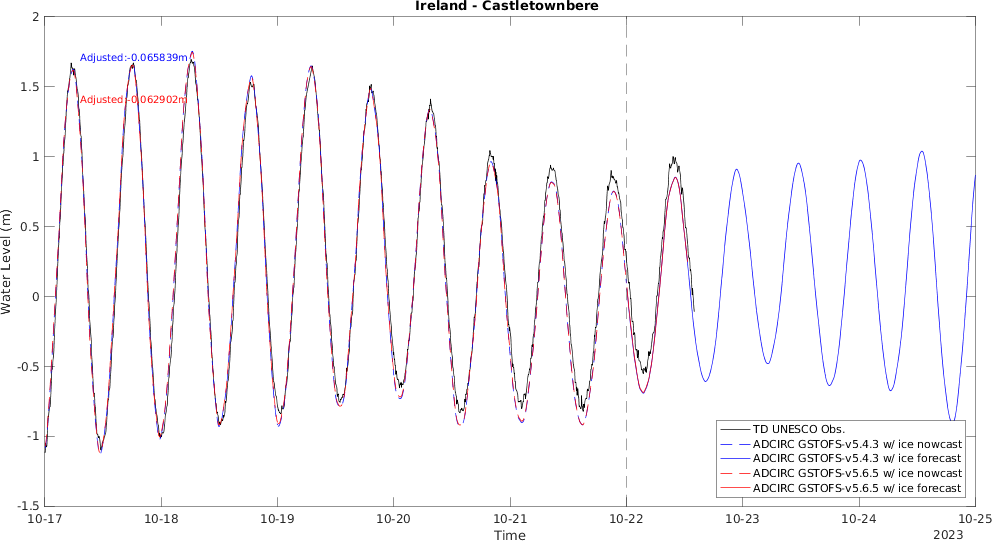 Ireland - Castletownbere
2
1.5
1
0.5
0
-0.5
-1
-1.5
Water Level (m)
Adjusted:-0.065839m
Adjusted:-0.062902m
TD UNESCO Obs.
ADCIRC GSTOFS-v5.4.3 w/ ice nowcast
ADCIRC GSTOFS-v5.4.3 w/ ice forecast
ADCIRC GSTOFS-v5.6.5 w/ ice nowcast
ADCIRC GSTOFS-v5.6.5 w/ ice forecast
10-17 10-18 10-19 10-20 10-21 10-22 10-23 10-24 10-25
Time
2023